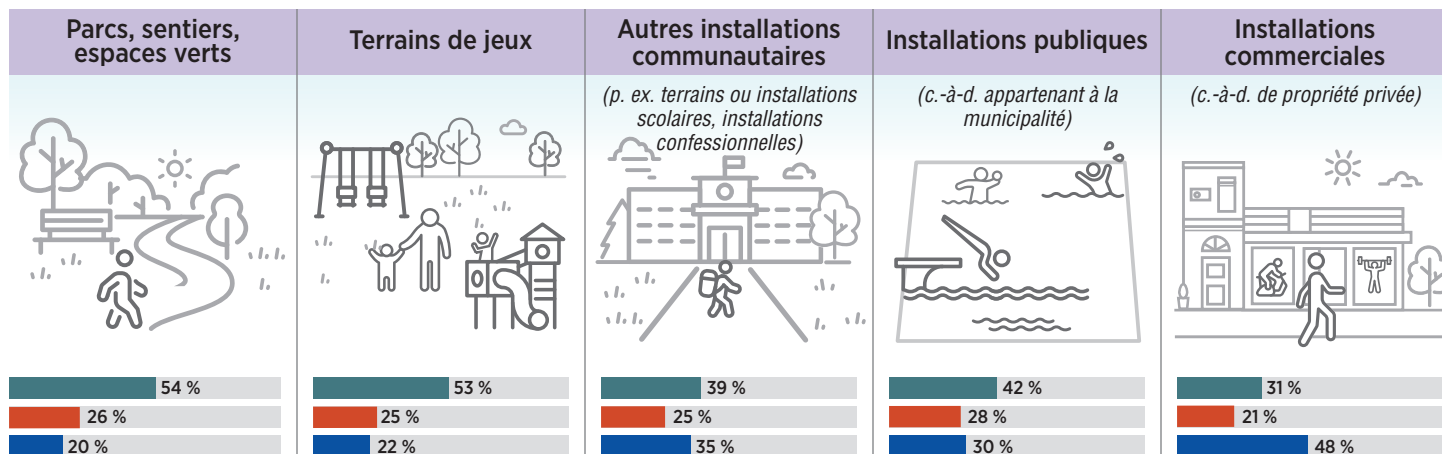 Parcs, sentiers,
espaces verts
54 %
26 %
20 %
Terrains de jeux
53 %
25 %
22 %
Autres installations
communautaires
(p. ex. terrains ou installations
scolaires, installations
confessionnelles)
39 %
25 %
35 %
Installations publiques
(c.-à-d. appartenant à la
municipalité)
42 %
28 %
30 %
Installations
commerciales
(c.-à-d. de propriété privée)
31 %
21 %
48 %